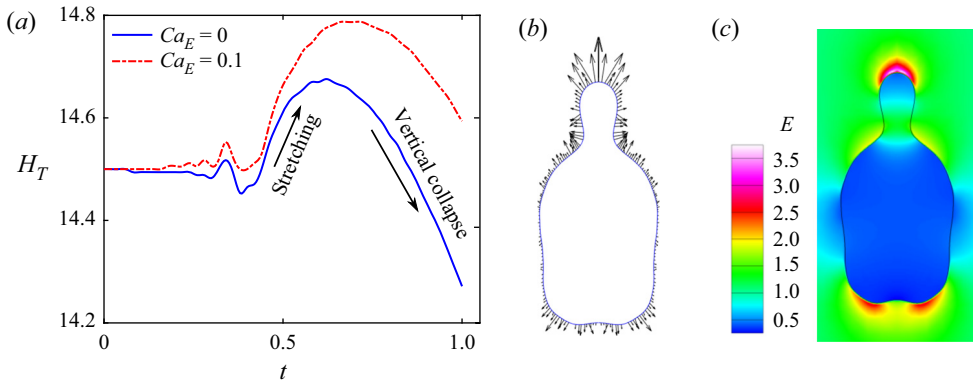 (a)
14.8
14.6
14.4
14.2
H_T
Ca_E = 0
Ca_E = 0.1
Stretching
Vertical collapse
0
0.5
1.0
t
(b)
(c)
E
3.5
3.0
2.5
2.0
1.5
1.0
0.5